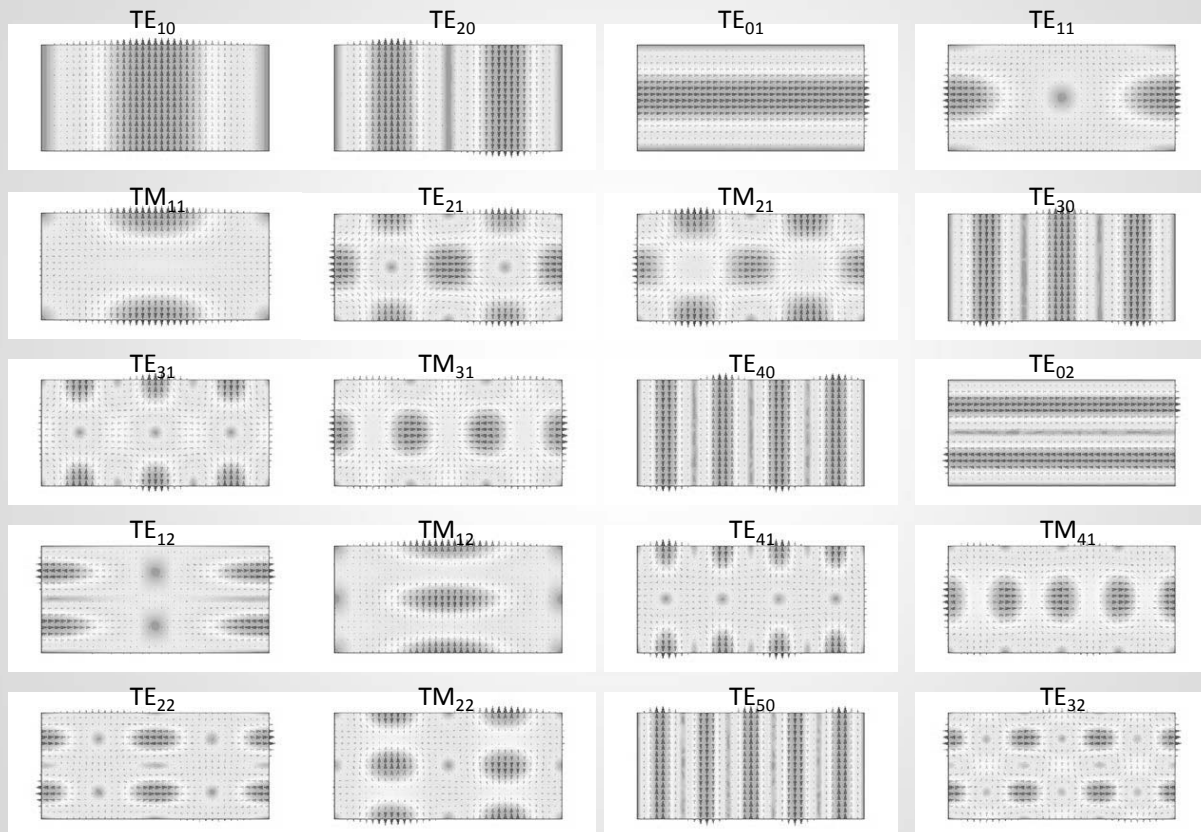 TE₁₀ TE₂₀ TE₀₁ TE₁₁
TM₁₁ TE₂₁ TM₂₁ TE₃₀
TE₃₁ TM₃₁ TE₄₀ TE₀₂
TE₁₂ TM₁₂ TE₄₁ TM₄₁
TE₂₂ TM₂₂ TE₅₀ TE₃₂